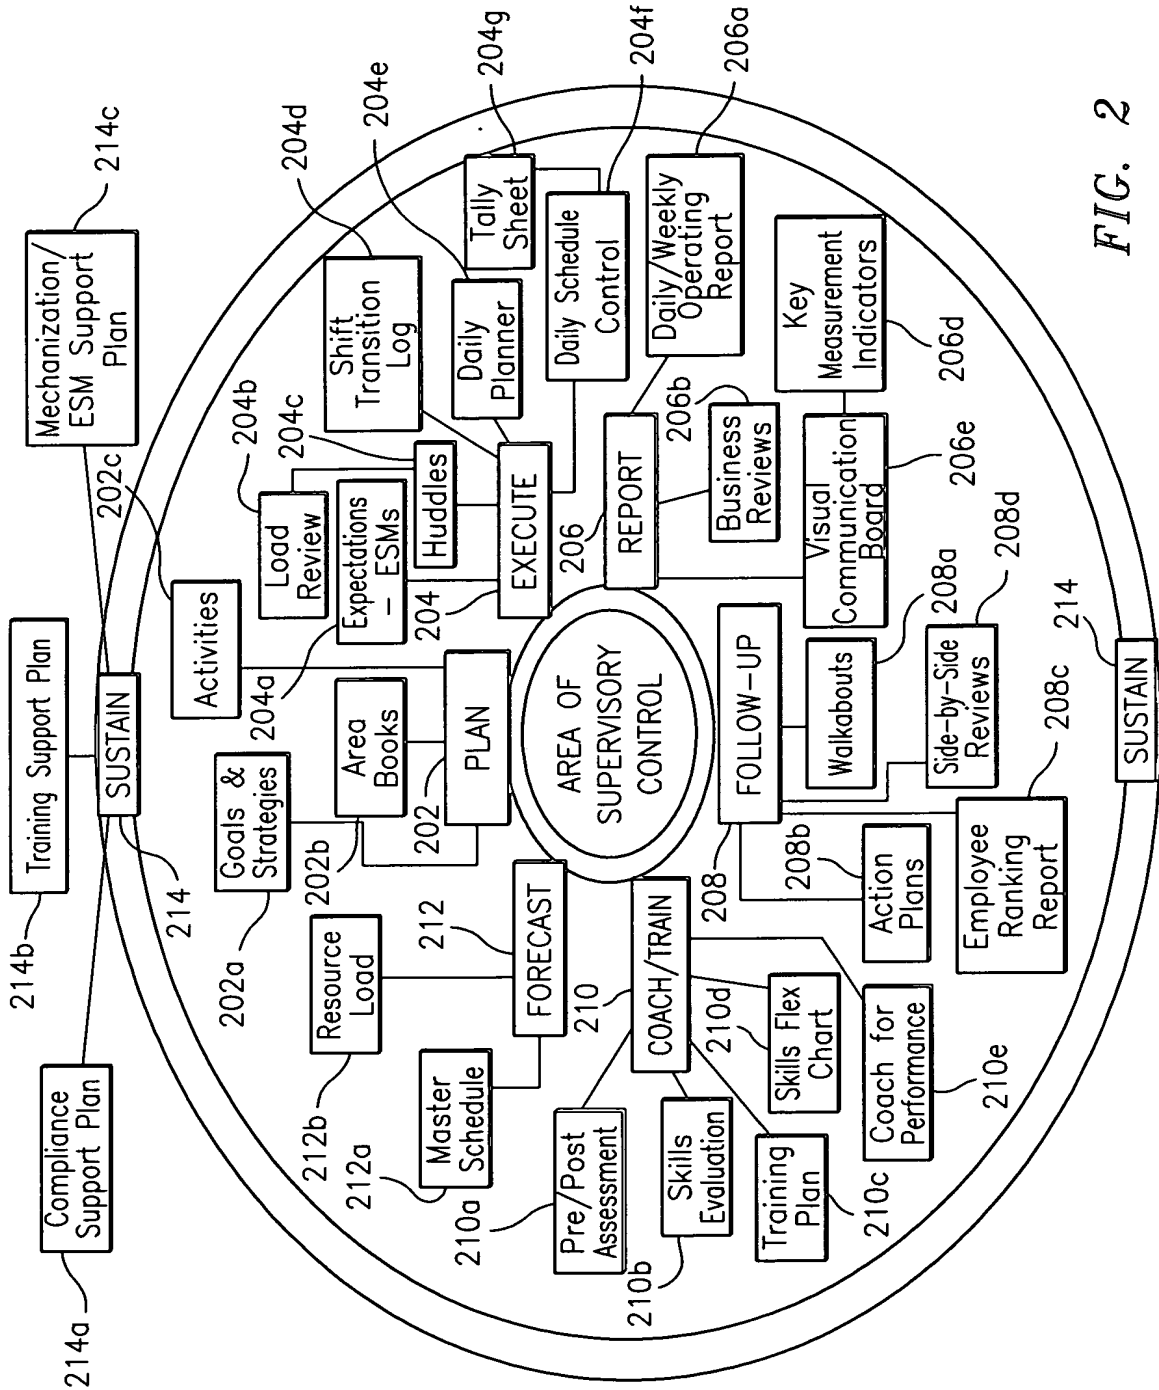 214a
Compliance
Support Plan
214b
Training Support Plan
Mechanization/
ESM Support
Plan
214c
SUSTAIN
214
202c
Activities
202a
Goals &
Strategies
202b
Area
Books
202
PLAN
204b
Load
Review
204c
Huddles
204a
Expectations
– ESMs
204
EXECUTE
204d
Shift
Transition
Log
204e
Daily
Planner
204g
Tally
Sheet
204f
Daily Schedule
Control
212b
Resource
Load
212a
Master
Schedule
212
FORECAST
AREA OF
SUPERVISORY
CONTROL
206
REPORT
206a
Daily/Weekly
Operating
Report
206b
Business
Reviews
Key
Measurement
Indicators
206d
Visual
Communication
Board
206e
210a
Pre/Post
Assessment
210
COACH/TRAIN
210b
Skills
Evaluation
210d
Skills Flex
Chart
Training
Plan
210c
Coach for
Performance
210e
208
FOLLOW-UP
208a
Walkabouts
208b
Action
Plans
208d
Side-by-Side
Reviews
208c
Employee
Ranking
Report
214
SUSTAIN
FIG. 2